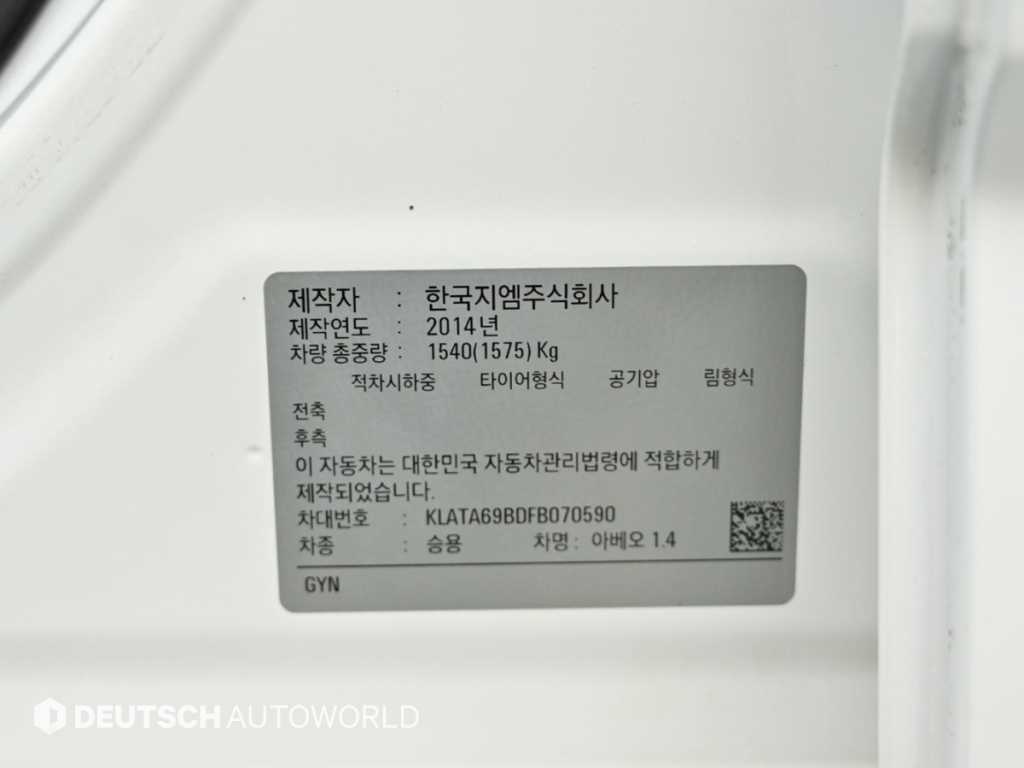 제작자 : 한국지엠주식회사
제작연도 : 2014년
차량 총중량 : 1540(1575) Kg
적차시하중 타이어형식 공기압 림형식
전축
후축
이 자동차는 대한민국 자동차관리법령에 적합하게
제작되었습니다.
차대번호 : KLATA69BDFB070590
차종 : 승용 차명 : 아베오 1.4
GYN
DEUTSCH AUTOWORLD